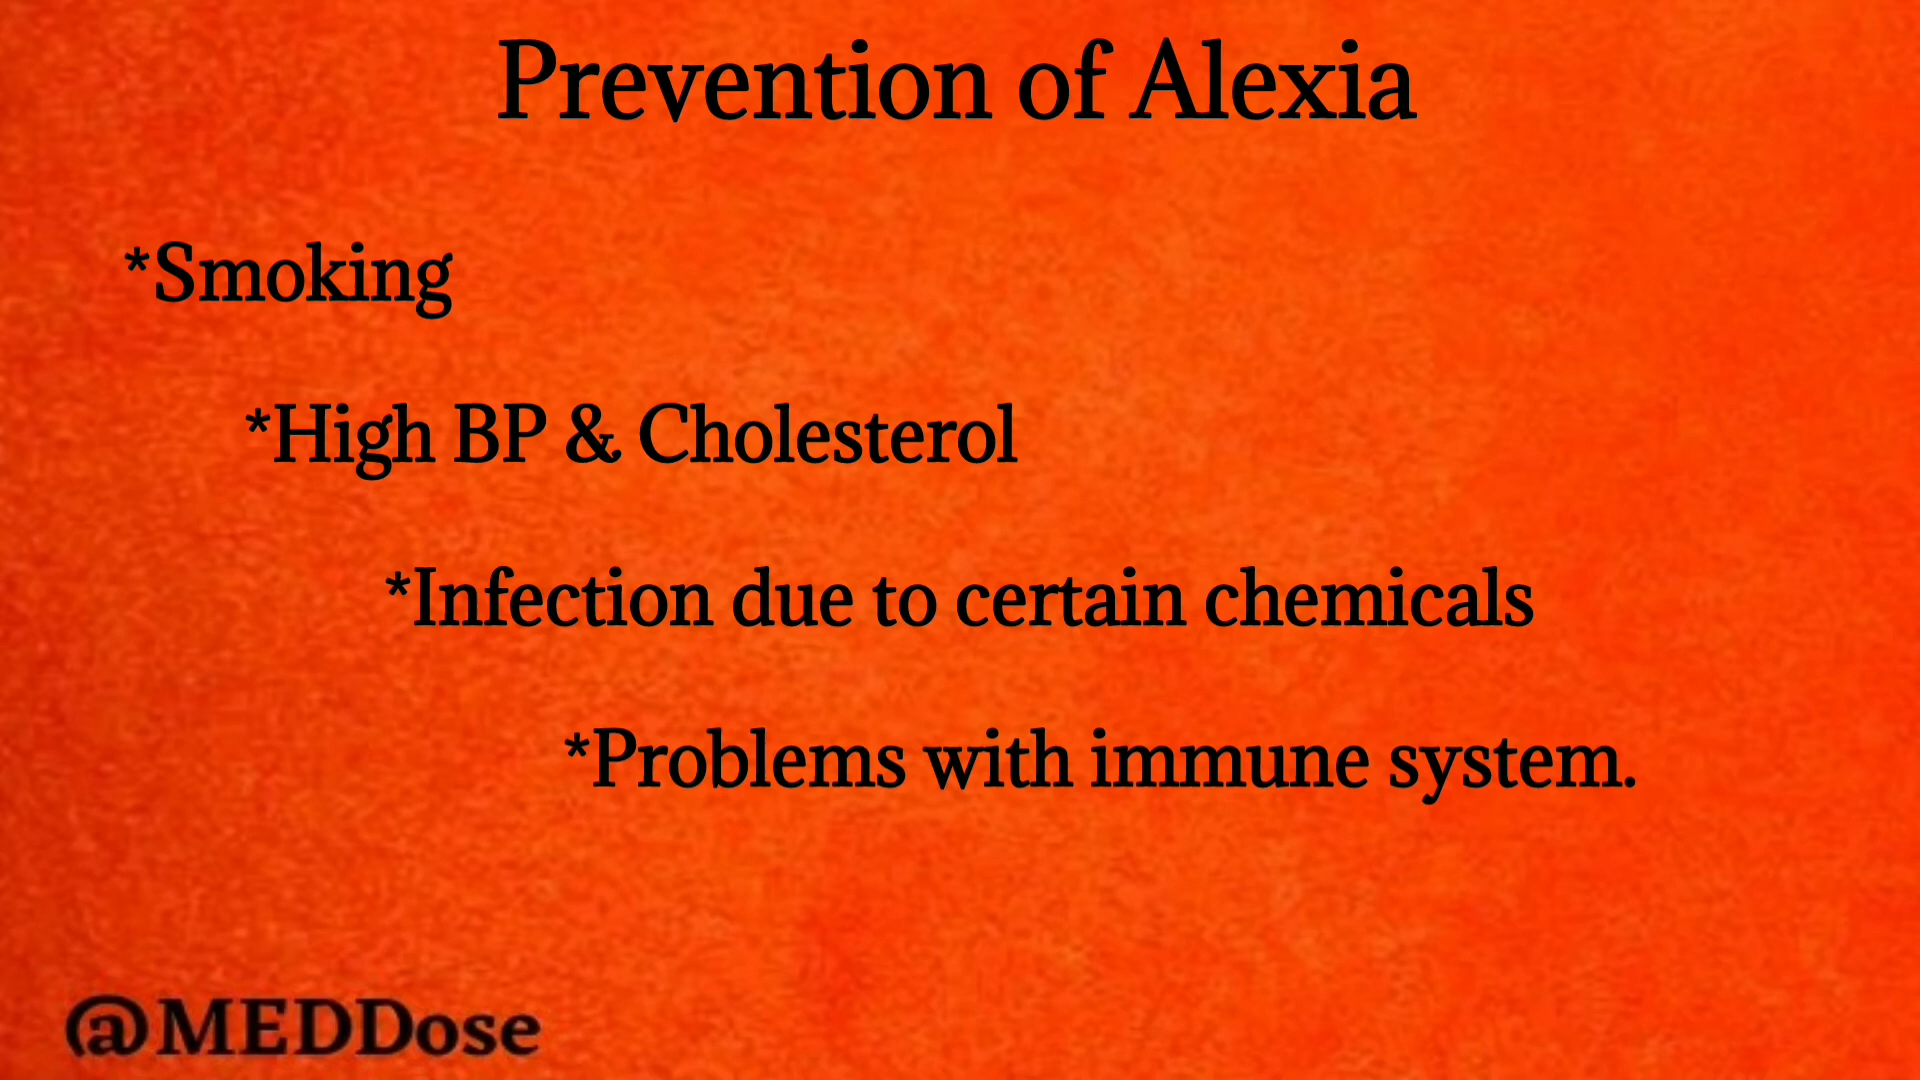 Prevention of Alexia
*Smoking
*High BP & Cholesterol
*Infection due to certain chemicals
*Problems with immune system.
@MEDDose